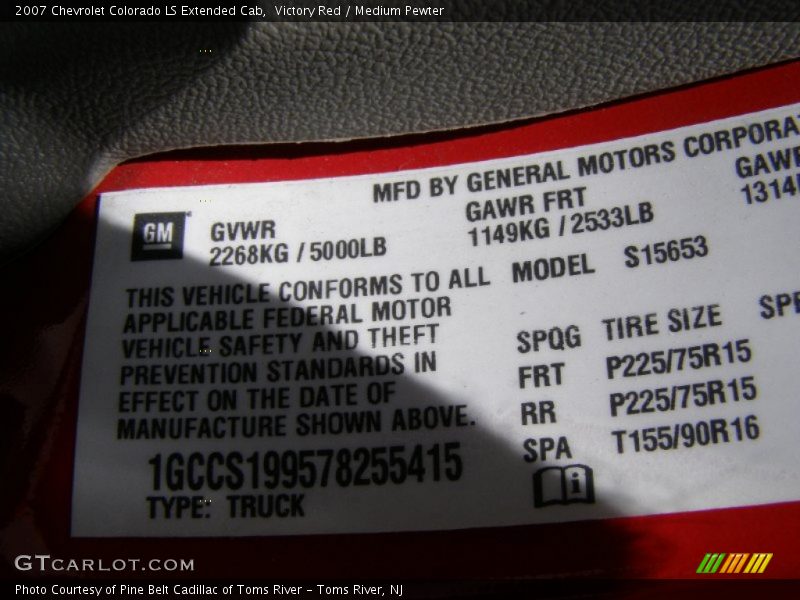 2007 Chevrolet Colorado LS Extended Cab,  Victory Red / Medium Pewter
MFD BY GENERAL MOTORS CORPORA
GM
GVWR
2268KG / 5000LB
GAWR FRT
1149KG / 2533LB
GAWR
1314
THIS VEHICLE CONFORMS TO ALL
APPLICABLE FEDERAL MOTOR
VEHICLE SAFETY AND THEFT
PREVENTION STANDARDS IN
EFFECT ON THE DATE OF
MANUFACTURE SHOWN ABOVE.
MODEL S15653
SPQG TIRE SIZE SPE
FRT P225/75R15
RR P225/75R15
SPA T155/90R16
1GCCS199578255415
TYPE: TRUCK
GTCARLOT.COM
Photo Courtesy of Pine Belt Cadillac of Toms River – Toms River, NJ